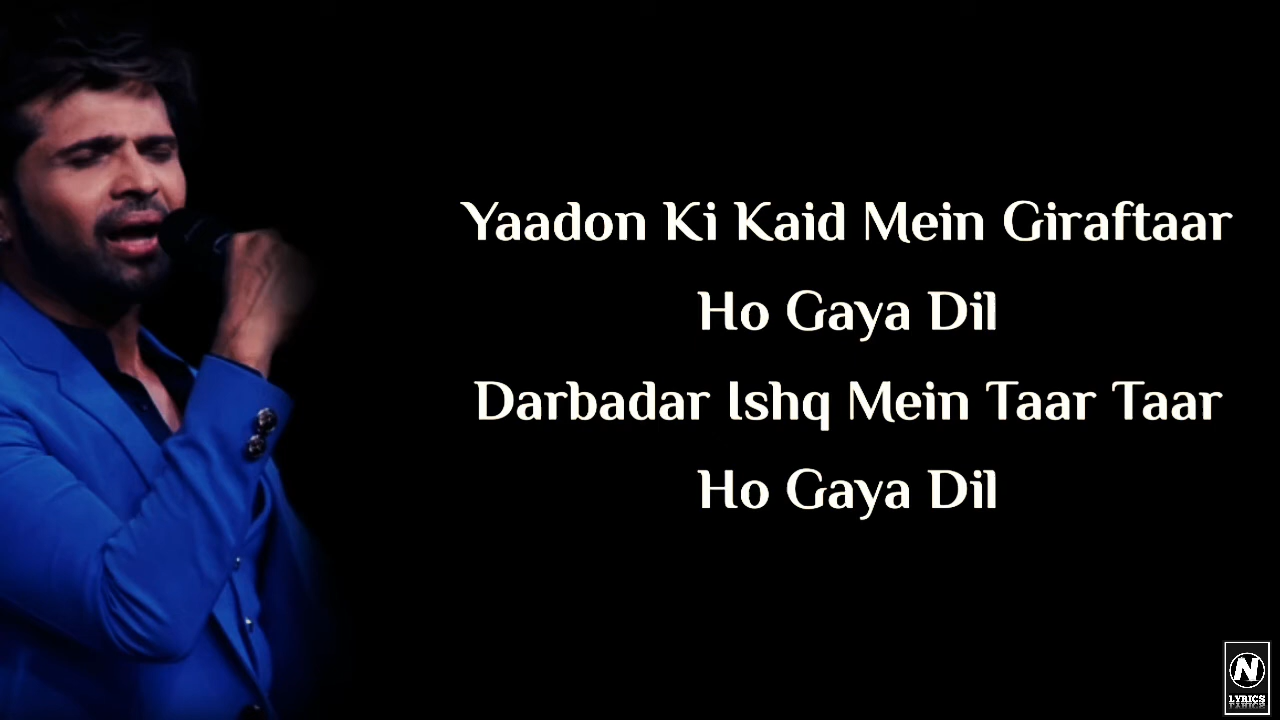 Yaadon Ki Kaid Mein Giraftaar
Ho Gaya Dil
Darbadar Ishq Mein Taar Taar
Ho Gaya Dil
N
LYRICS